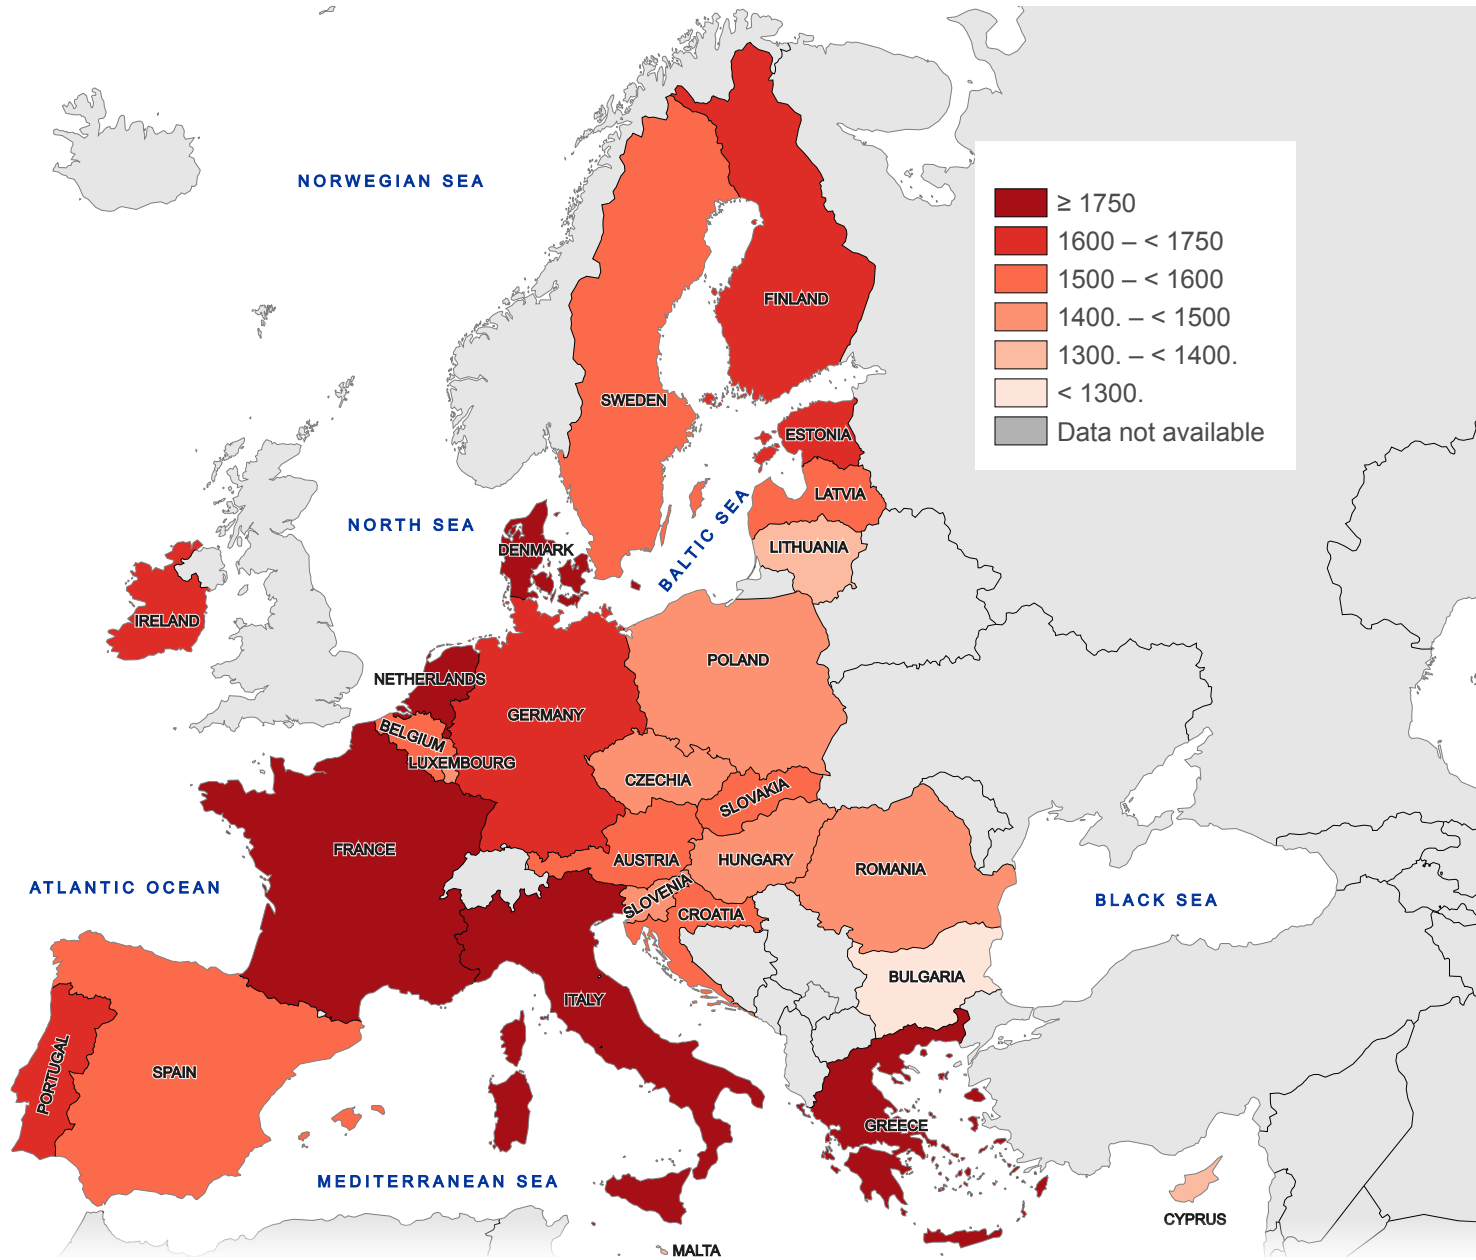 NORWEGIAN SEA
≥ 1750
1600 – < 1750
1500 – < 1600
1400. – < 1500
1300. – < 1400.
< 1300.
Data not available
FINLAND
SWEDEN
ESTONIA
LATVIA
NORTH SEA
BALTIC SEA
DENMARK
LITHUANIA
IRELAND
POLAND
NETHERLANDS
GERMANY
BELGIUM
LUXEMBOURG
CZECHIA
SLOVAKIA
FRANCE
AUSTRIA
HUNGARY
ROMANIA
ATLANTIC OCEAN
SLOVENIA
CROATIA
BLACK SEA
BULGARIA
ITALY
PORTUGAL
SPAIN
GREECE
MEDITERRANEAN SEA
CYPRUS
MALTA